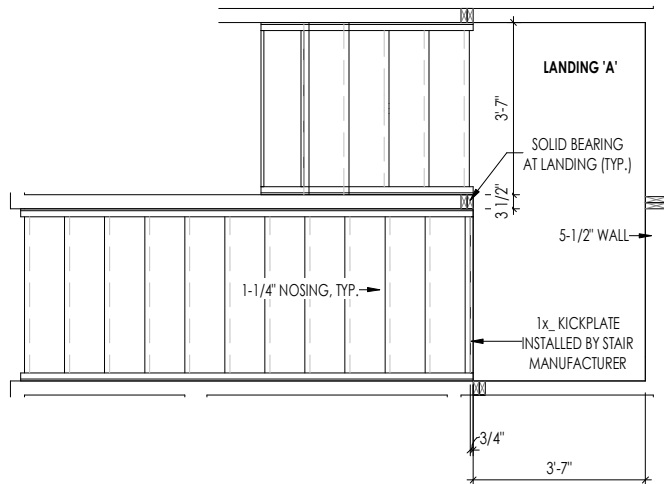 LANDING 'A'
3'-7"
SOLID BEARING
AT LANDING (TYP.)
3 1/2"
5-1/2" WALL
1-1/4" NOSING, TYP.
1x_ KICKPLATE
INSTALLED BY STAIR
MANUFACTURER
3/4"
3'-7"